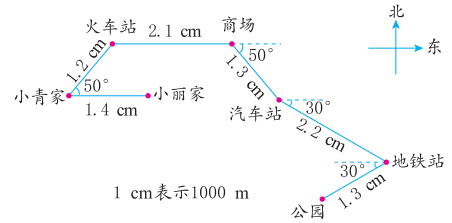 火车站
2.1 cm
商场
北
东
1.2 cm
50°
50°
1.3 cm
小青家
1.4 cm
小丽家
汽车站
30°
2.2 cm
30°
地铁站
1.3 cm
公园
1 cm表示1000 m